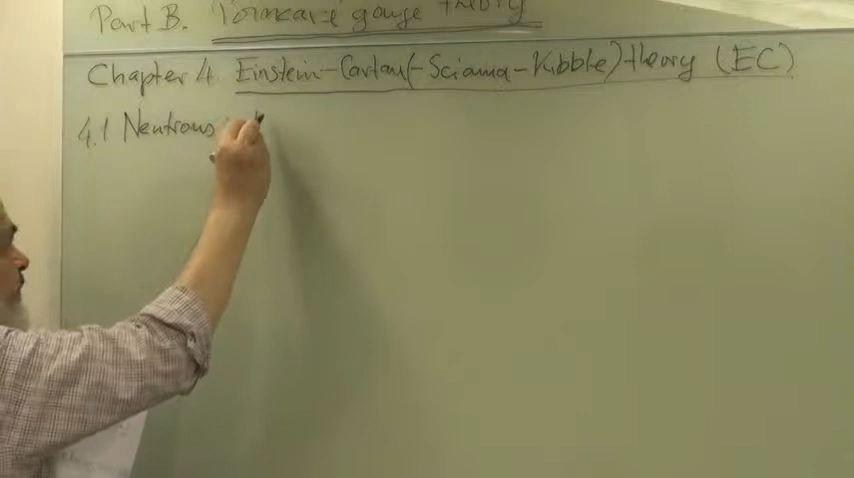 Part B. Poincaré gauge theory
Chapter 4. Einstein-Cartan(-Sciama-Kibble) theory (EC)
4.1 Neutrons